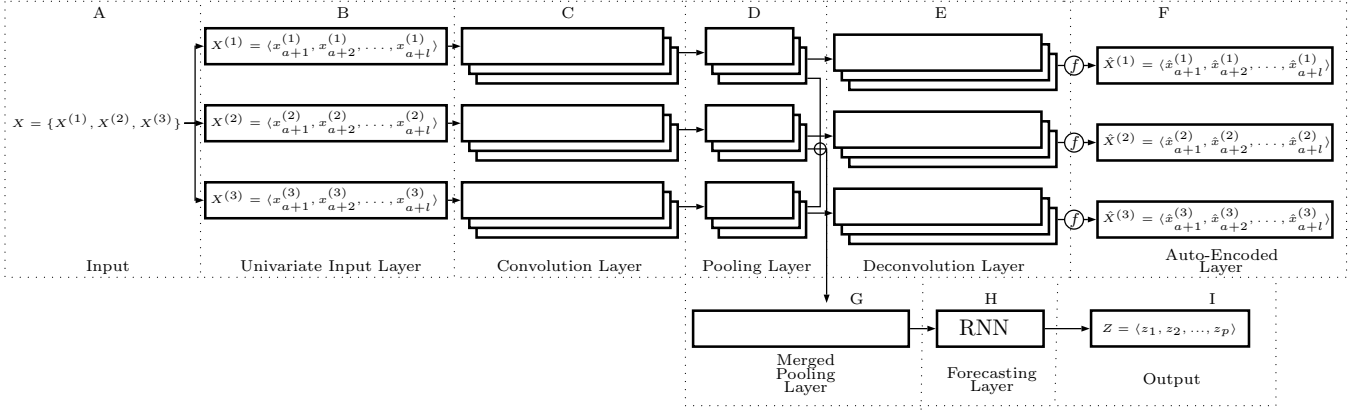 A B C D E F
X = {X^(1), X^(2), X^(3)}
X^(1) = ⟨x^(1)_{a+1}, x^(1)_{a+2}, . . . , x^(1)_{a+l}⟩
X^(2) = ⟨x^(2)_{a+1}, x^(2)_{a+2}, . . . , x^(2)_{a+l}⟩
X^(3) = ⟨x^(3)_{a+1}, x^(3)_{a+2}, . . . , x^(3)_{a+l}⟩
f
f
f
X̂^(1) = ⟨x̂^(1)_{a+1}, x̂^(1)_{a+2}, . . . , x̂^(1)_{a+l}⟩
X̂^(2) = ⟨x̂^(2)_{a+1}, x̂^(2)_{a+2}, . . . , x̂^(2)_{a+l}⟩
X̂^(3) = ⟨x̂^(3)_{a+1}, x̂^(3)_{a+2}, . . . , x̂^(3)_{a+l}⟩
Input
Univariate Input Layer
Convolution Layer
Pooling Layer
Deconvolution Layer
Auto-Encoded
Layer
G H I
RNN
Z = ⟨z_1, z_2, ..., z_p⟩
Merged
Pooling
Layer
Forecasting
Layer
Output